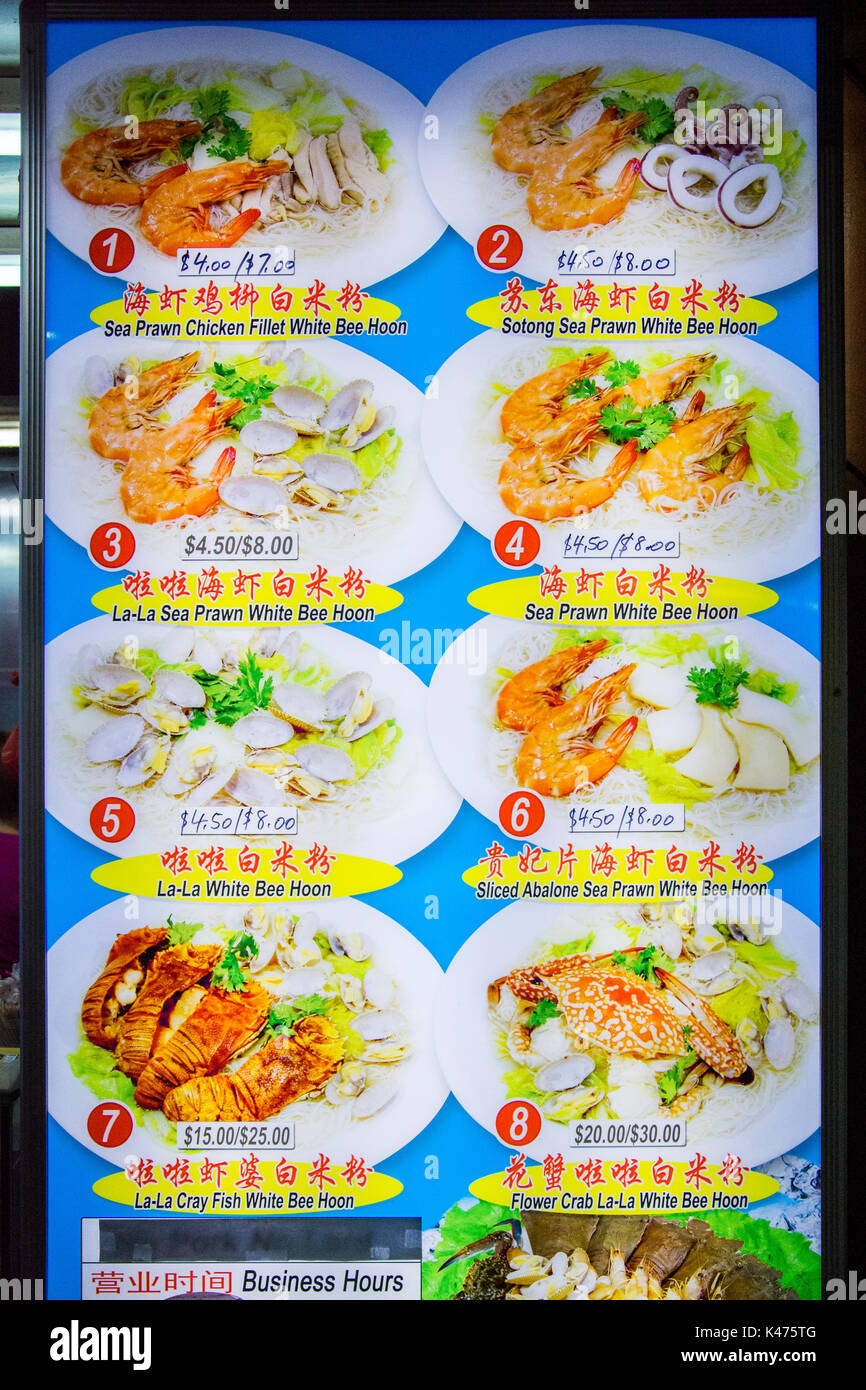 1
$4.00/$7.00
海虾鸡柳白米粉
Sea Prawn Chicken Fillet White Bee Hoon
2
$4.50/$8.00
苏东海虾白米粉
Sotong Sea Prawn White Bee Hoon
3
$4.50/$8.00
啦啦海虾白米粉
La-La Sea Prawn White Bee Hoon
4
$4.50/$8.00
海虾白米粉
Sea Prawn White Bee Hoon
5
$4.50/$8.00
啦啦白米粉
La-La White Bee Hoon
6
$4.50/$8.00
贵妃片海虾白米粉
Sliced Abalone Sea Prawn White Bee Hoon
7
$15.00/$25.00
啦啦虾婆白米粉
La-La Cray Fish White Bee Hoon
8
$20.00/$30.00
花蟹啦啦白米粉
Flower Crab La-La White Bee Hoon
营业时间 Business Hours
alamy stock photo
K475TG
www.alamy.com